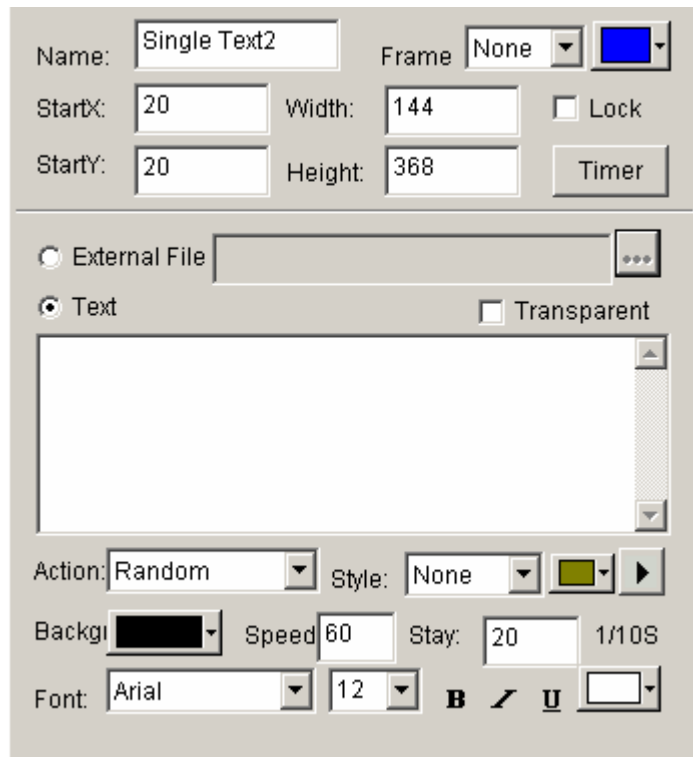 Name: Single Text2 Frame None
StartX: 20 Width: 144 Lock
StartY: 20 Height: 368 Timer
External File ...
Text Transparent
Action: Random Style: None
Backgr Speed 60 Stay: 20 1/10S
Font: Arial 12 B I U